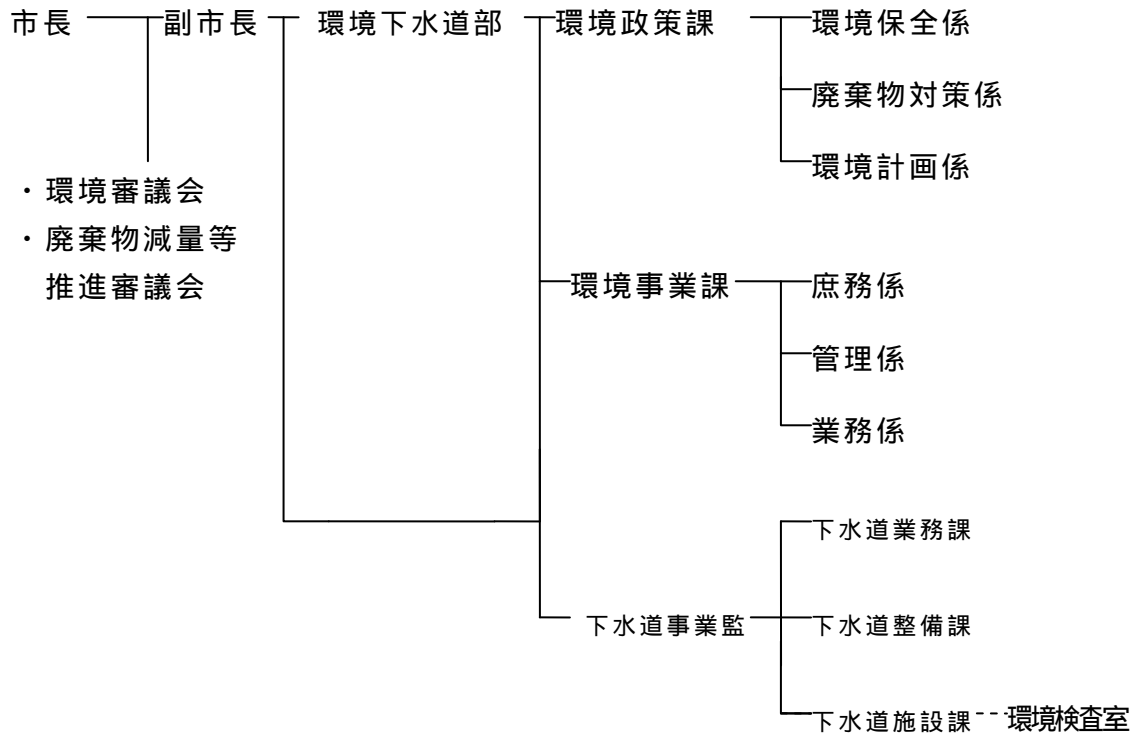 市長 副市長 環境下水道部 環境政策課 環境保全係
廃棄物対策係
環境計画係
・環境審議会
・廃棄物減量等
推進審議会
環境事業課 庶務係
管理係
業務係
下水道業務課
下水道事業監 下水道整備課
下水道施設課 環境検査室